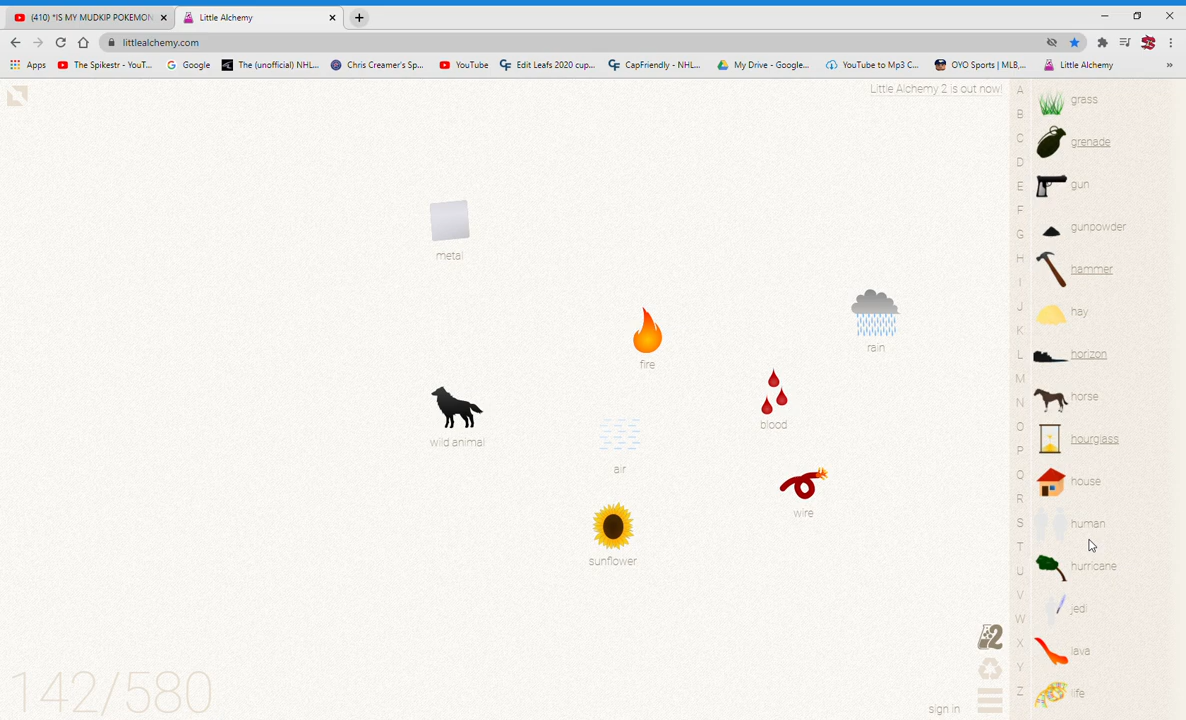 (410) *IS MY MUDKIP POKEMON
Little Alchemy
littlealchemy.com
Apps
The Spikestr - YouT...
Google
The (unofficial) NHL...
Chris Creamer's Sp...
YouTube
Edit Leafs 2020 cup...
CapFriendly - NHL...
My Drive - Google...
YouTube to Mp3 C...
OYO Sports | MLB,...
Little Alchemy
»
Little Alchemy 2 is out now!
metal
fire
rain
wild animal
blood
air
wire
sunflower
142/580
2
sign in
A
B
C
D
E
F
G
H
I
J
K
L
M
N
O
P
Q
R
S
T
U
V
W
X
Y
Z
grass
grenade
gun
gunpowder
hammer
hay
horizon
horse
hourglass
house
human
hurricane
jedi
lava
life